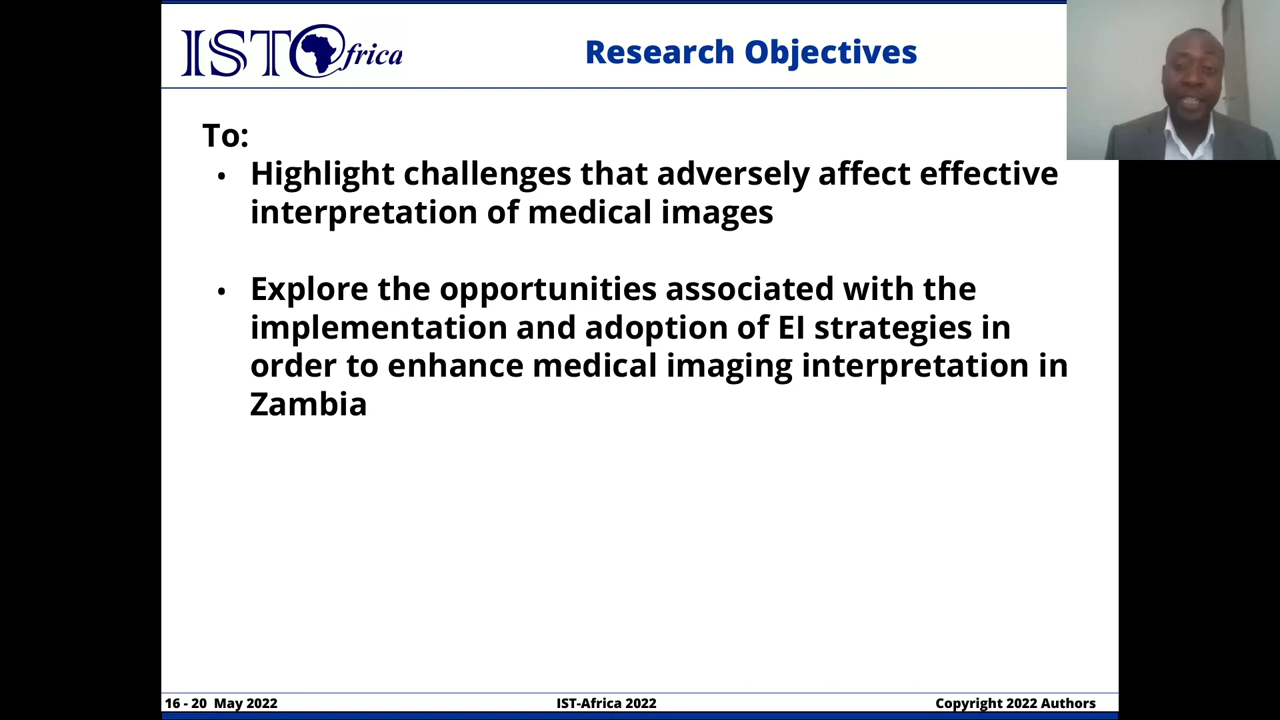 IST Africa
Research Objectives
To:
• Highlight challenges that adversely affect effective
interpretation of medical images
• Explore the opportunities associated with the
implementation and adoption of EI strategies in
order to enhance medical imaging interpretation in
Zambia
16 - 20 May 2022
IST-Africa 2022
Copyright 2022 Authors